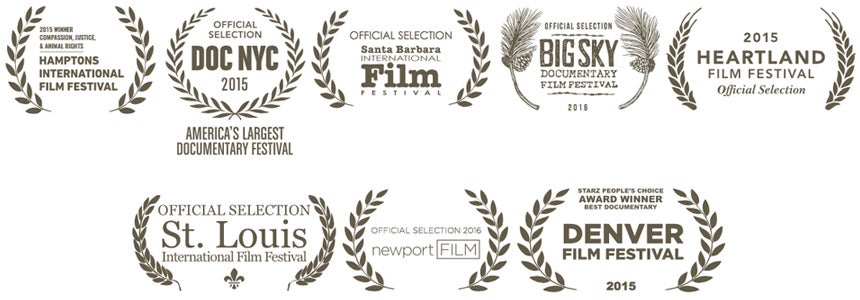 2015 WINNER
COMPASSION, JUSTICE,
& ANIMAL RIGHTS
HAMPTONS
INTERNATIONAL
FILM FESTIVAL
OFFICIAL
SELECTION
DOC NYC
2015
AMERICA'S LARGEST
DOCUMENTARY FESTIVAL
OFFICIAL SELECTION
Santa Barbara
INTERNATIONAL
Film
FESTIVAL
OFFICIAL SELECTION
BIG SKY
DOCUMENTARY
FILM FESTIVAL
2016
2015
HEARTLAND
FILM FESTIVAL
Official Selection
OFFICIAL SELECTION
St. Louis
International Film Festival
OFFICIAL SELECTION 2016
newport FILM
STARZ PEOPLE'S CHOICE
AWARD WINNER
BEST DOCUMENTARY
DENVER
FILM FESTIVAL
2015